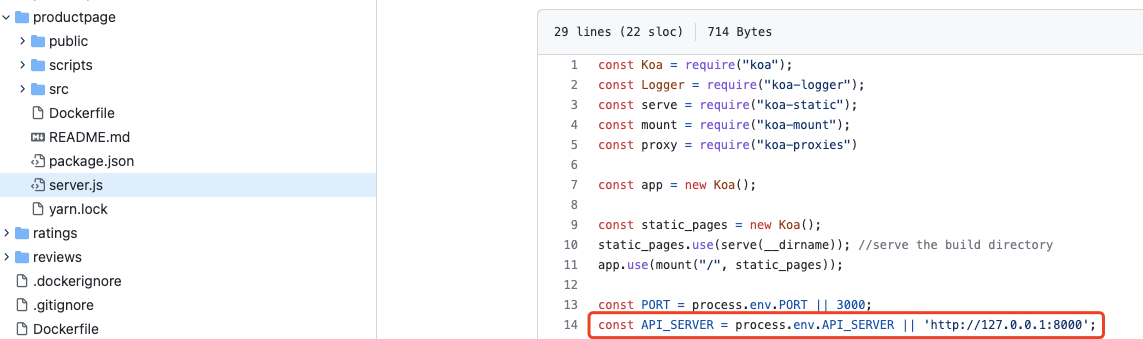 productpage
public
scripts
src
Dockerfile
README.md
package.json
server.js
yarn.lock
ratings
reviews
.dockerignore
.gitignore
Dockerfile
29 lines (22 sloc) 714 Bytes
1 const Koa = require("koa");
2 const Logger = require("koa-logger");
3 const serve = require("koa-static");
4 const mount = require("koa-mount");
5 const proxy = require("koa-proxies")
6
7 const app = new Koa();
8
9 const static_pages = new Koa();
10 static_pages.use(serve(__dirname)); //serve the build directory
11 app.use(mount("/", static_pages));
12
13 const PORT = process.env.PORT || 3000;
14 const API_SERVER = process.env.API_SERVER || 'http://127.0.0.1:8000';